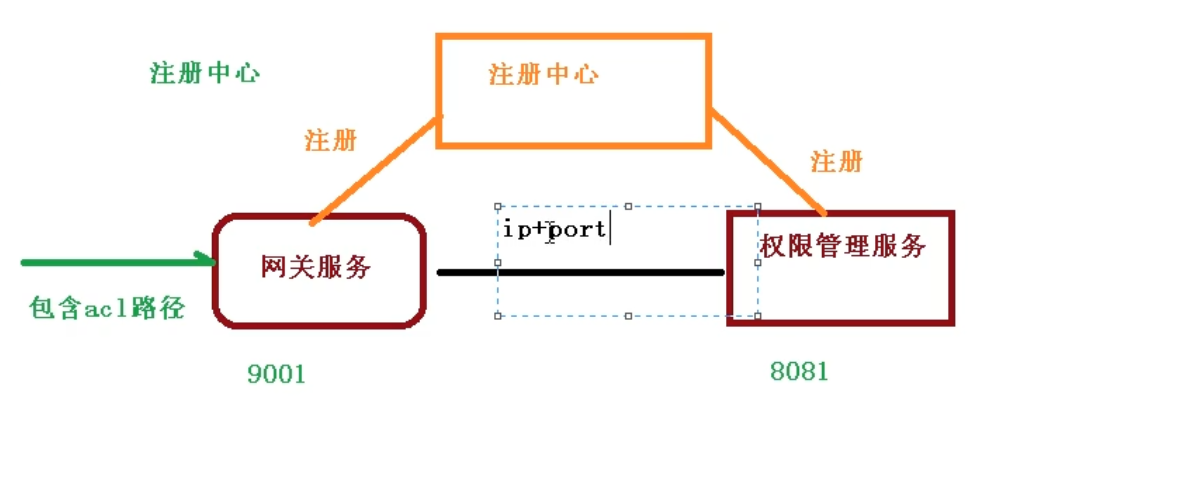 注册中心
注册中心
注册
注册
ip+port
网关服务
权限管理服务
包含acl路径
9001
8081